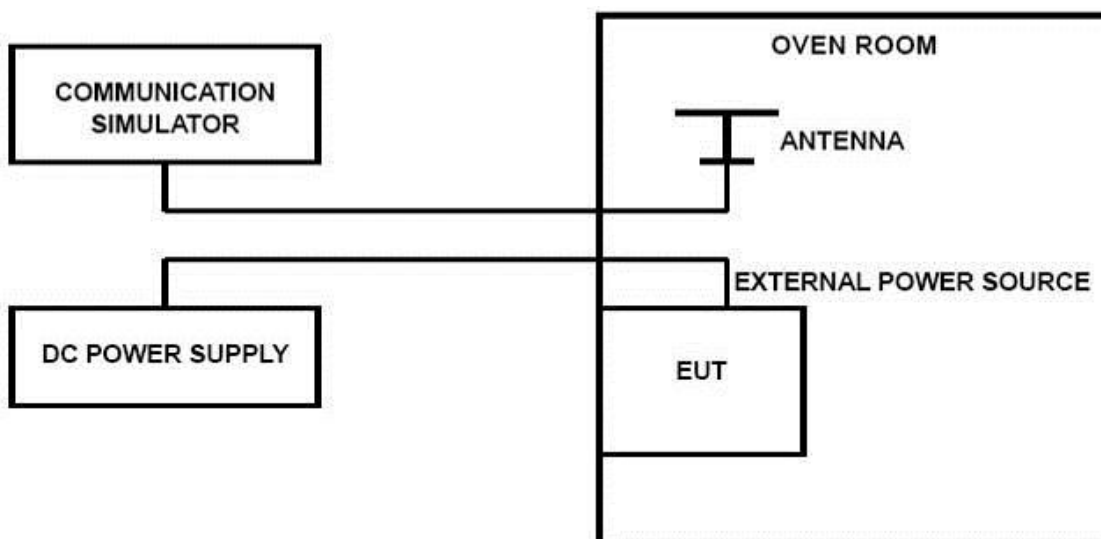 OVEN ROOM
COMMUNICATION
SIMULATOR
ANTENNA
EXTERNAL POWER SOURCE
DC POWER SUPPLY
EUT